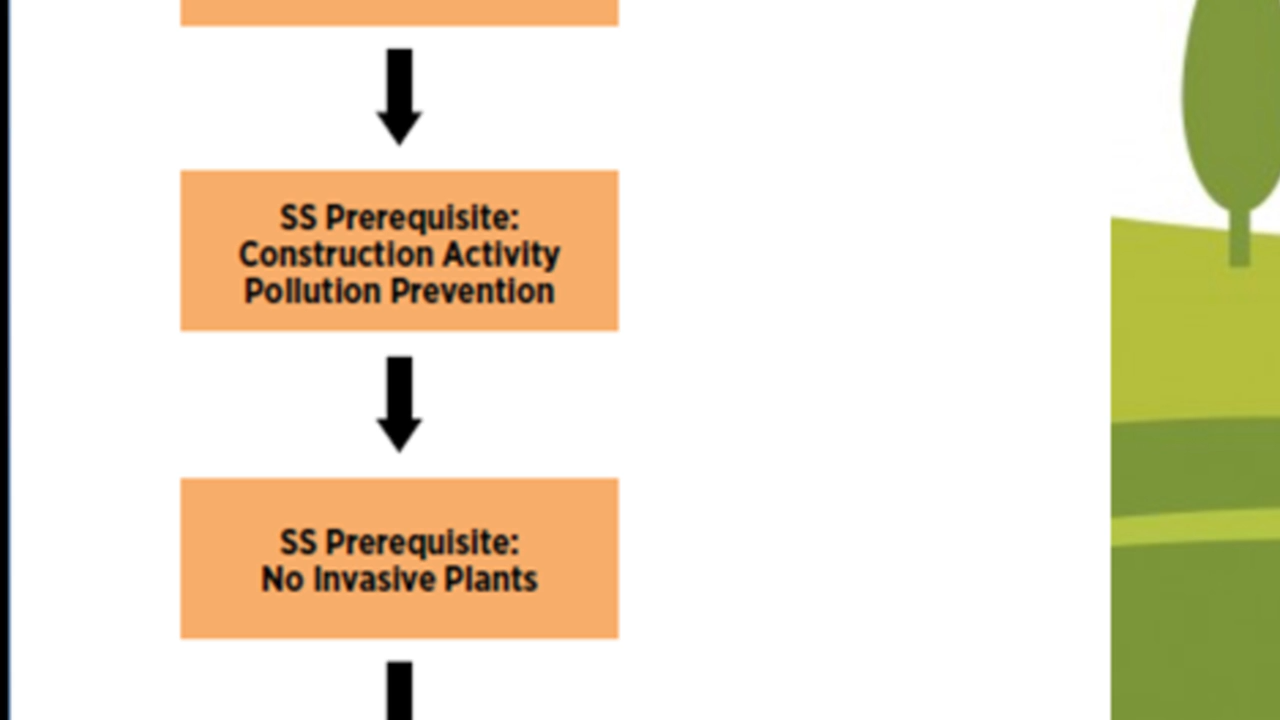 SS Prerequisite:
Construction Activity
Pollution Prevention
SS Prerequisite:
No Invasive Plants